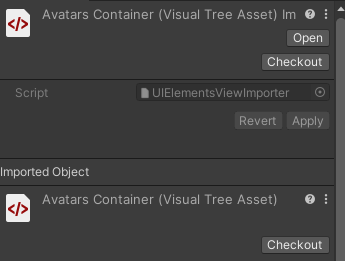 Avatars Container (Visual Tree Asset) Im
Open
Checkout
Script UIElementsViewImporter
Revert Apply
Imported Object
Avatars Container (Visual Tree Asset)
Checkout